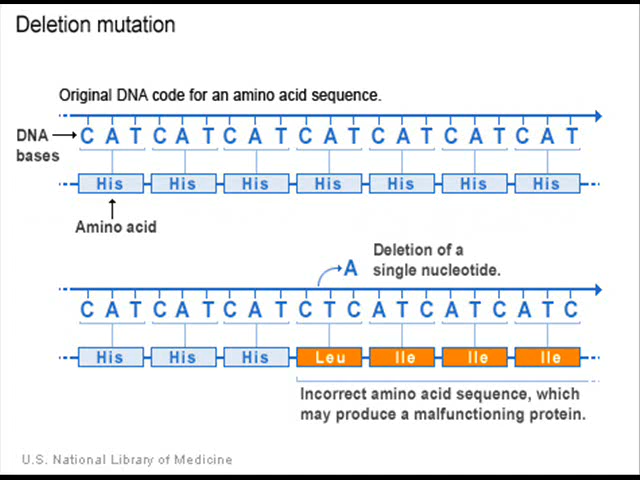 Deletion mutation
Original DNA code for an amino acid sequence.
DNA bases
C A T C A T C A T C A T C A T C A T C A T
His His His His His His His
Amino acid
Deletion of a
single nucleotide.
A
C A T C A T C A T C T C A T C A T C A T C
His His His Leu Ile Ile Ile
Incorrect amino acid sequence, which
may produce a malfunctioning protein.
U.S. National Library of Medicine